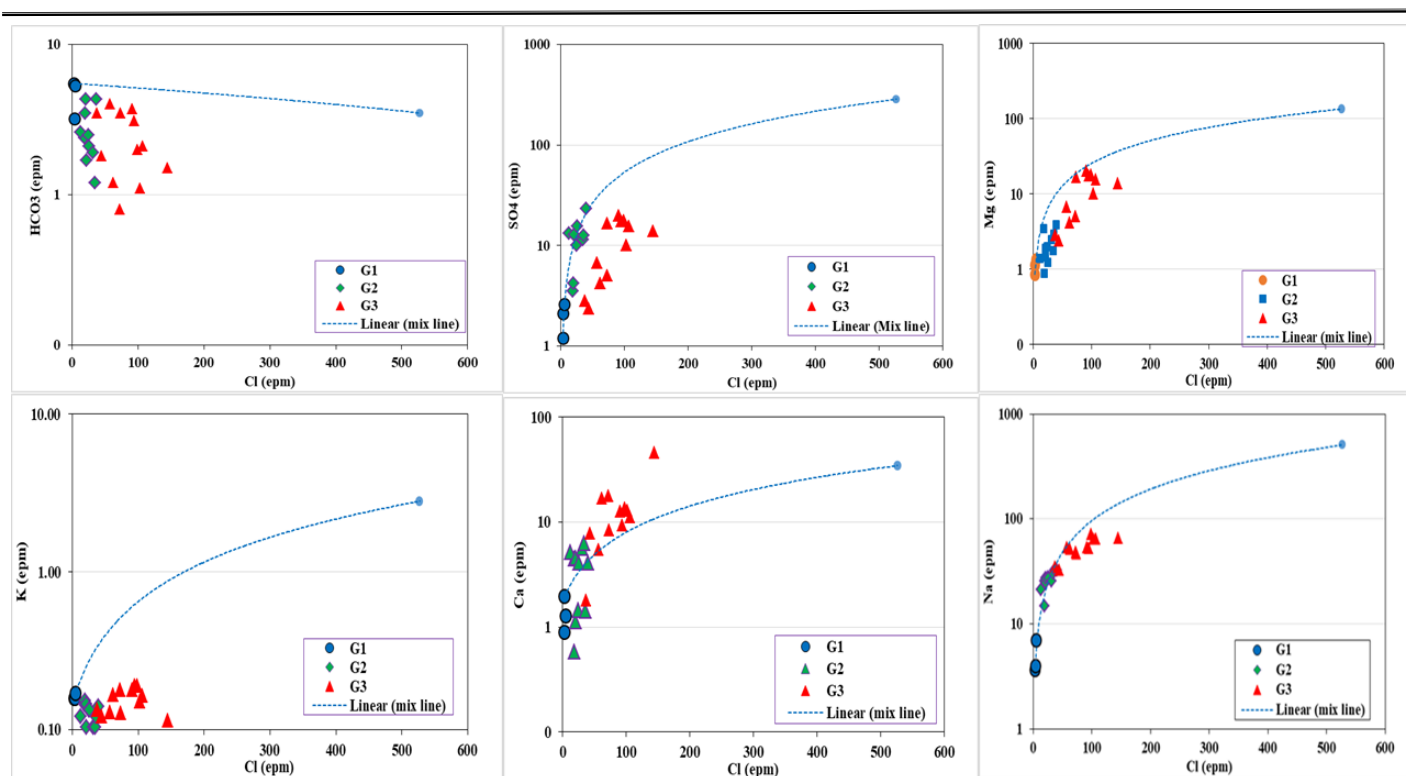 10
1
0
HCO3 (epm)
0 100 200 300 400 500 600
Cl (epm)
G1
G2
G3
Linear (mix line)
1000
100
10
1
SO4 (epm)
0 100 200 300 400 500 600
Cl (epm)
G1
G2
G3
Linear (Mix line)
1000
100
10
1
0
Mg (epm)
0 100 200 300 400 500 600
Cl (epm)
G1
G2
G3
Linear (mix line)
10.00
1.00
0.10
K (epm)
0 100 200 300 400 500 600
Cl (epm)
G1
G2
G3
Linear (mix line)
100
10
1
0
Ca (epm)
0 100 200 300 400 500 600
Cl (epm)
G1
G2
G3
Linear (mix line)
1000
100
10
1
Na (epm)
0 100 200 300 400 500 600
Cl (epm)
G1
G2
G3
Linear (mix line)